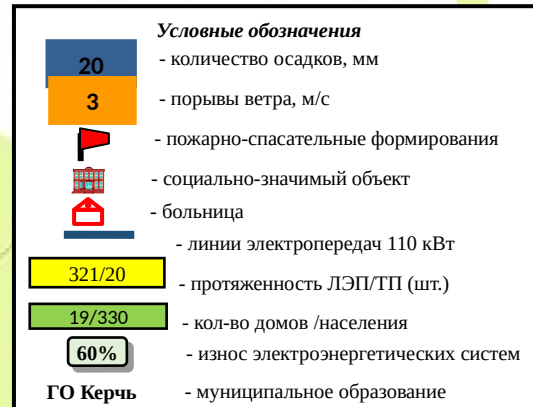 Условные обозначения
20 - количество осадков, мм
3 - порывы ветра, м/с
- пожарно-спасательные формирования
- социально-значимый объект
- больница
- линии электропередач 110 кВт
321/20 - протяженность ЛЭП/ТП (шт.)
19/330 - кол-во домов /населения
60% - износ электроэнергетических систем
ГО Керчь - муниципальное образование